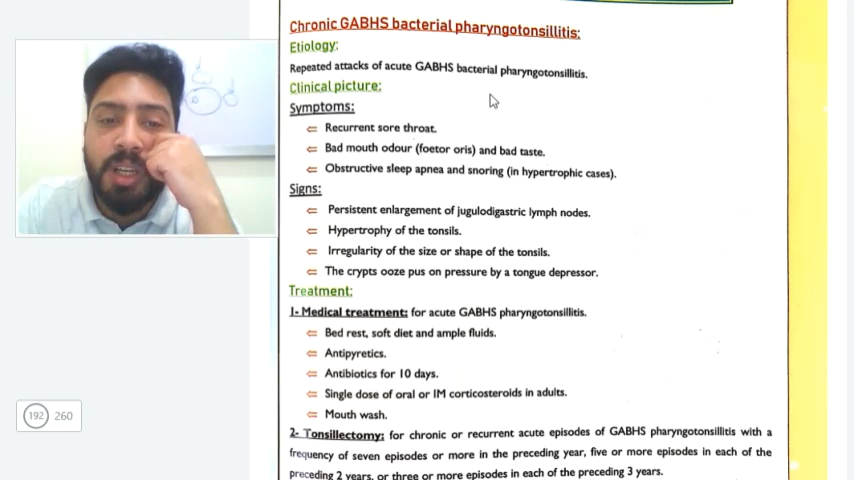 Chronic GABHS bacterial pharyngotonsillitis:
Etiology:
Repeated attacks of acute GABHS bacterial pharyngotonsillitis.
Clinical picture:
Symptoms:
⇐ Recurrent sore throat.
⇐ Bad mouth odour (foetor oris) and bad taste.
⇐ Obstructive sleep apnea and snoring (in hypertrophic cases).
Signs:
⇐ Persistent enlargement of jugulodigastric lymph nodes.
⇐ Hypertrophy of the tonsils.
⇐ Irregularity of the size or shape of the tonsils.
⇐ The crypts ooze pus on pressure by a tongue depressor.
Treatment:
1- Medical treatment: for acute GABHS pharyngotonsillitis.
⇐ Bed rest, soft diet and ample fluids.
⇐ Antipyretics.
⇐ Antibiotics for 10 days.
⇐ Single dose of oral or IM corticosteroids in adults.
⇐ Mouth wash.
2- Tonsillectomy: for chronic or recurrent acute episodes of GABHS pharyngotonsillitis with a
frequency of seven episodes or more in the preceding year, five or more episodes in each of the
preceding 2 years, or three or more episodes in each of the preceding 3 years.
192 260